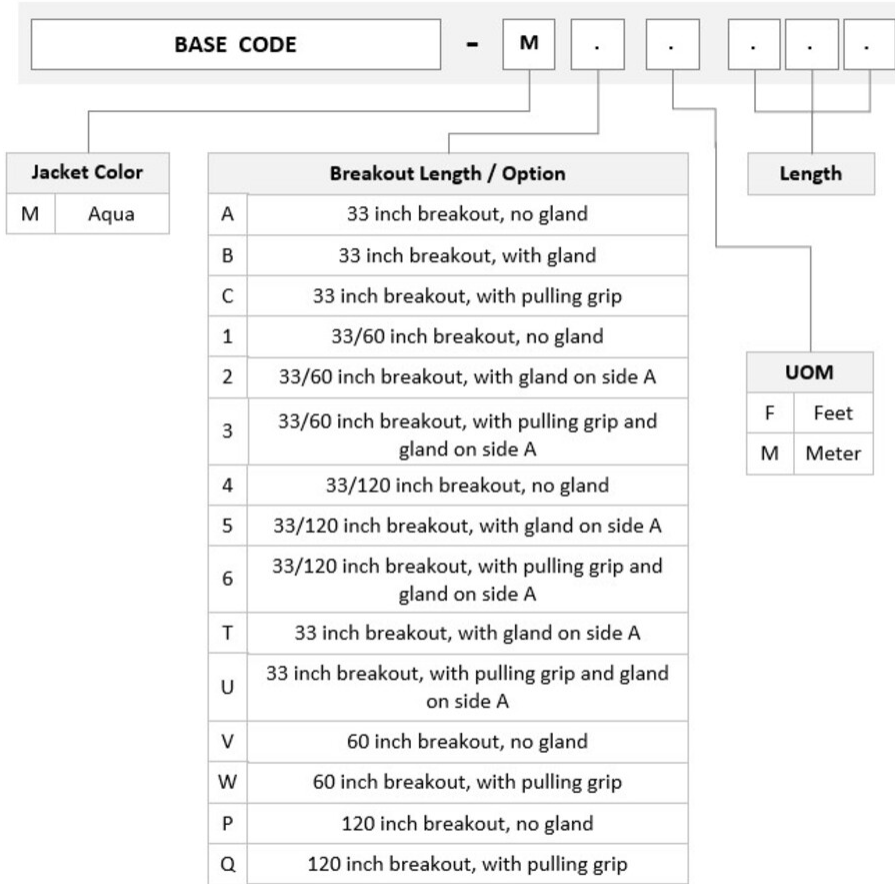 BASE CODE - M . . . . .
Jacket Color
M Aqua
Breakout Length / Option
A 33 inch breakout, no gland
B 33 inch breakout, with gland
C 33 inch breakout, with pulling grip
1 33/60 inch breakout, no gland
2 33/60 inch breakout, with gland on side A
3 33/60 inch breakout, with pulling grip and
gland on side A
4 33/120 inch breakout, no gland
5 33/120 inch breakout, with gland on side A
6 33/120 inch breakout, with pulling grip and
gland on side A
T 33 inch breakout, with gland on side A
U 33 inch breakout, with pulling grip and gland
on side A
V 60 inch breakout, no gland
W 60 inch breakout, with pulling grip
P 120 inch breakout, no gland
Q 120 inch breakout, with pulling grip
Length
UOM
F Feet
M Meter